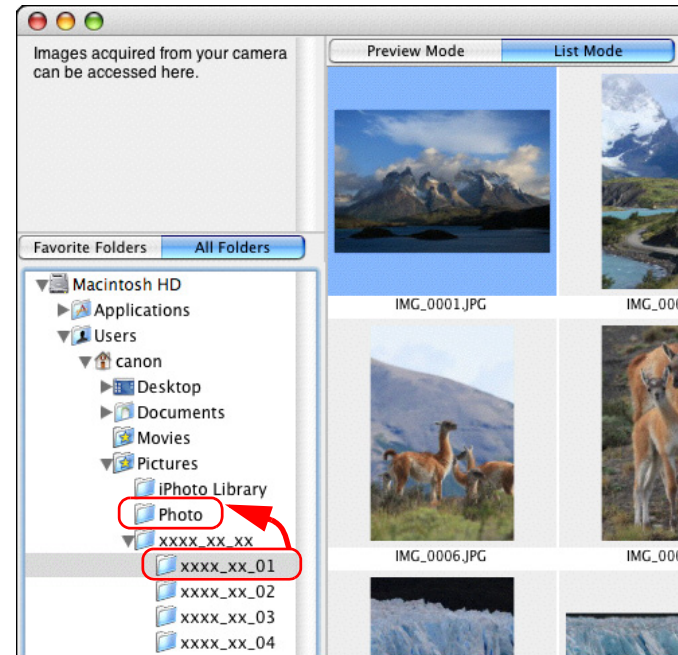 Images acquired from your camera
can be accessed here.
Preview Mode
List Mode
Favorite Folders
All Folders
Macintosh HD
Applications
Users
canon
Desktop
Documents
Movies
Pictures
iPhoto Library
Photo
xxxx_xx_xx
xxxx_xx_01
xxxx_xx_02
xxxx_xx_03
xxxx_xx_04
IMG_0001.JPG
IMG_00
IMG_0006.JPG
IMG_00